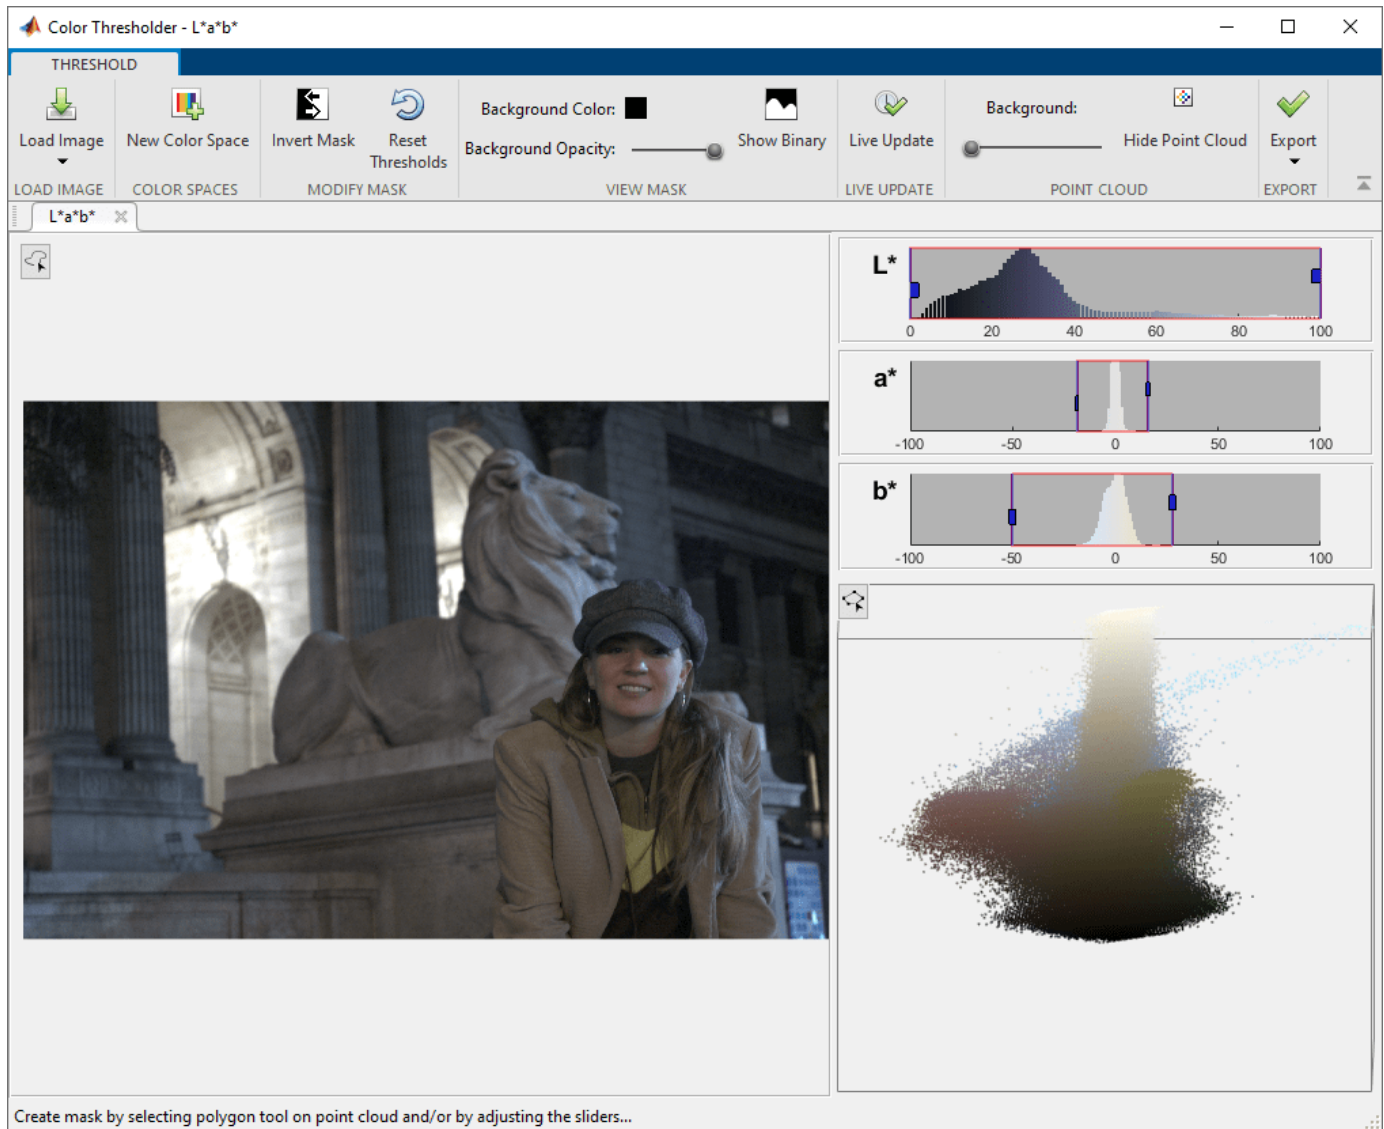 Color Thresholder - L*a*b*
THRESHOLD
Load Image
New Color Space
Invert Mask
Reset
Thresholds
Background Color:
Background Opacity:
Show Binary
Live Update
Background:
Hide Point Cloud
Export
LOAD IMAGE
COLOR SPACES
MODIFY MASK
VIEW MASK
LIVE UPDATE
POINT CLOUD
EXPORT
L*a*b*
L*
0 20 40 60 80 100
a*
-100 -50 0 50 100
b*
-100 -50 0 50 100
Create mask by selecting polygon tool on point cloud and/or by adjusting the sliders...